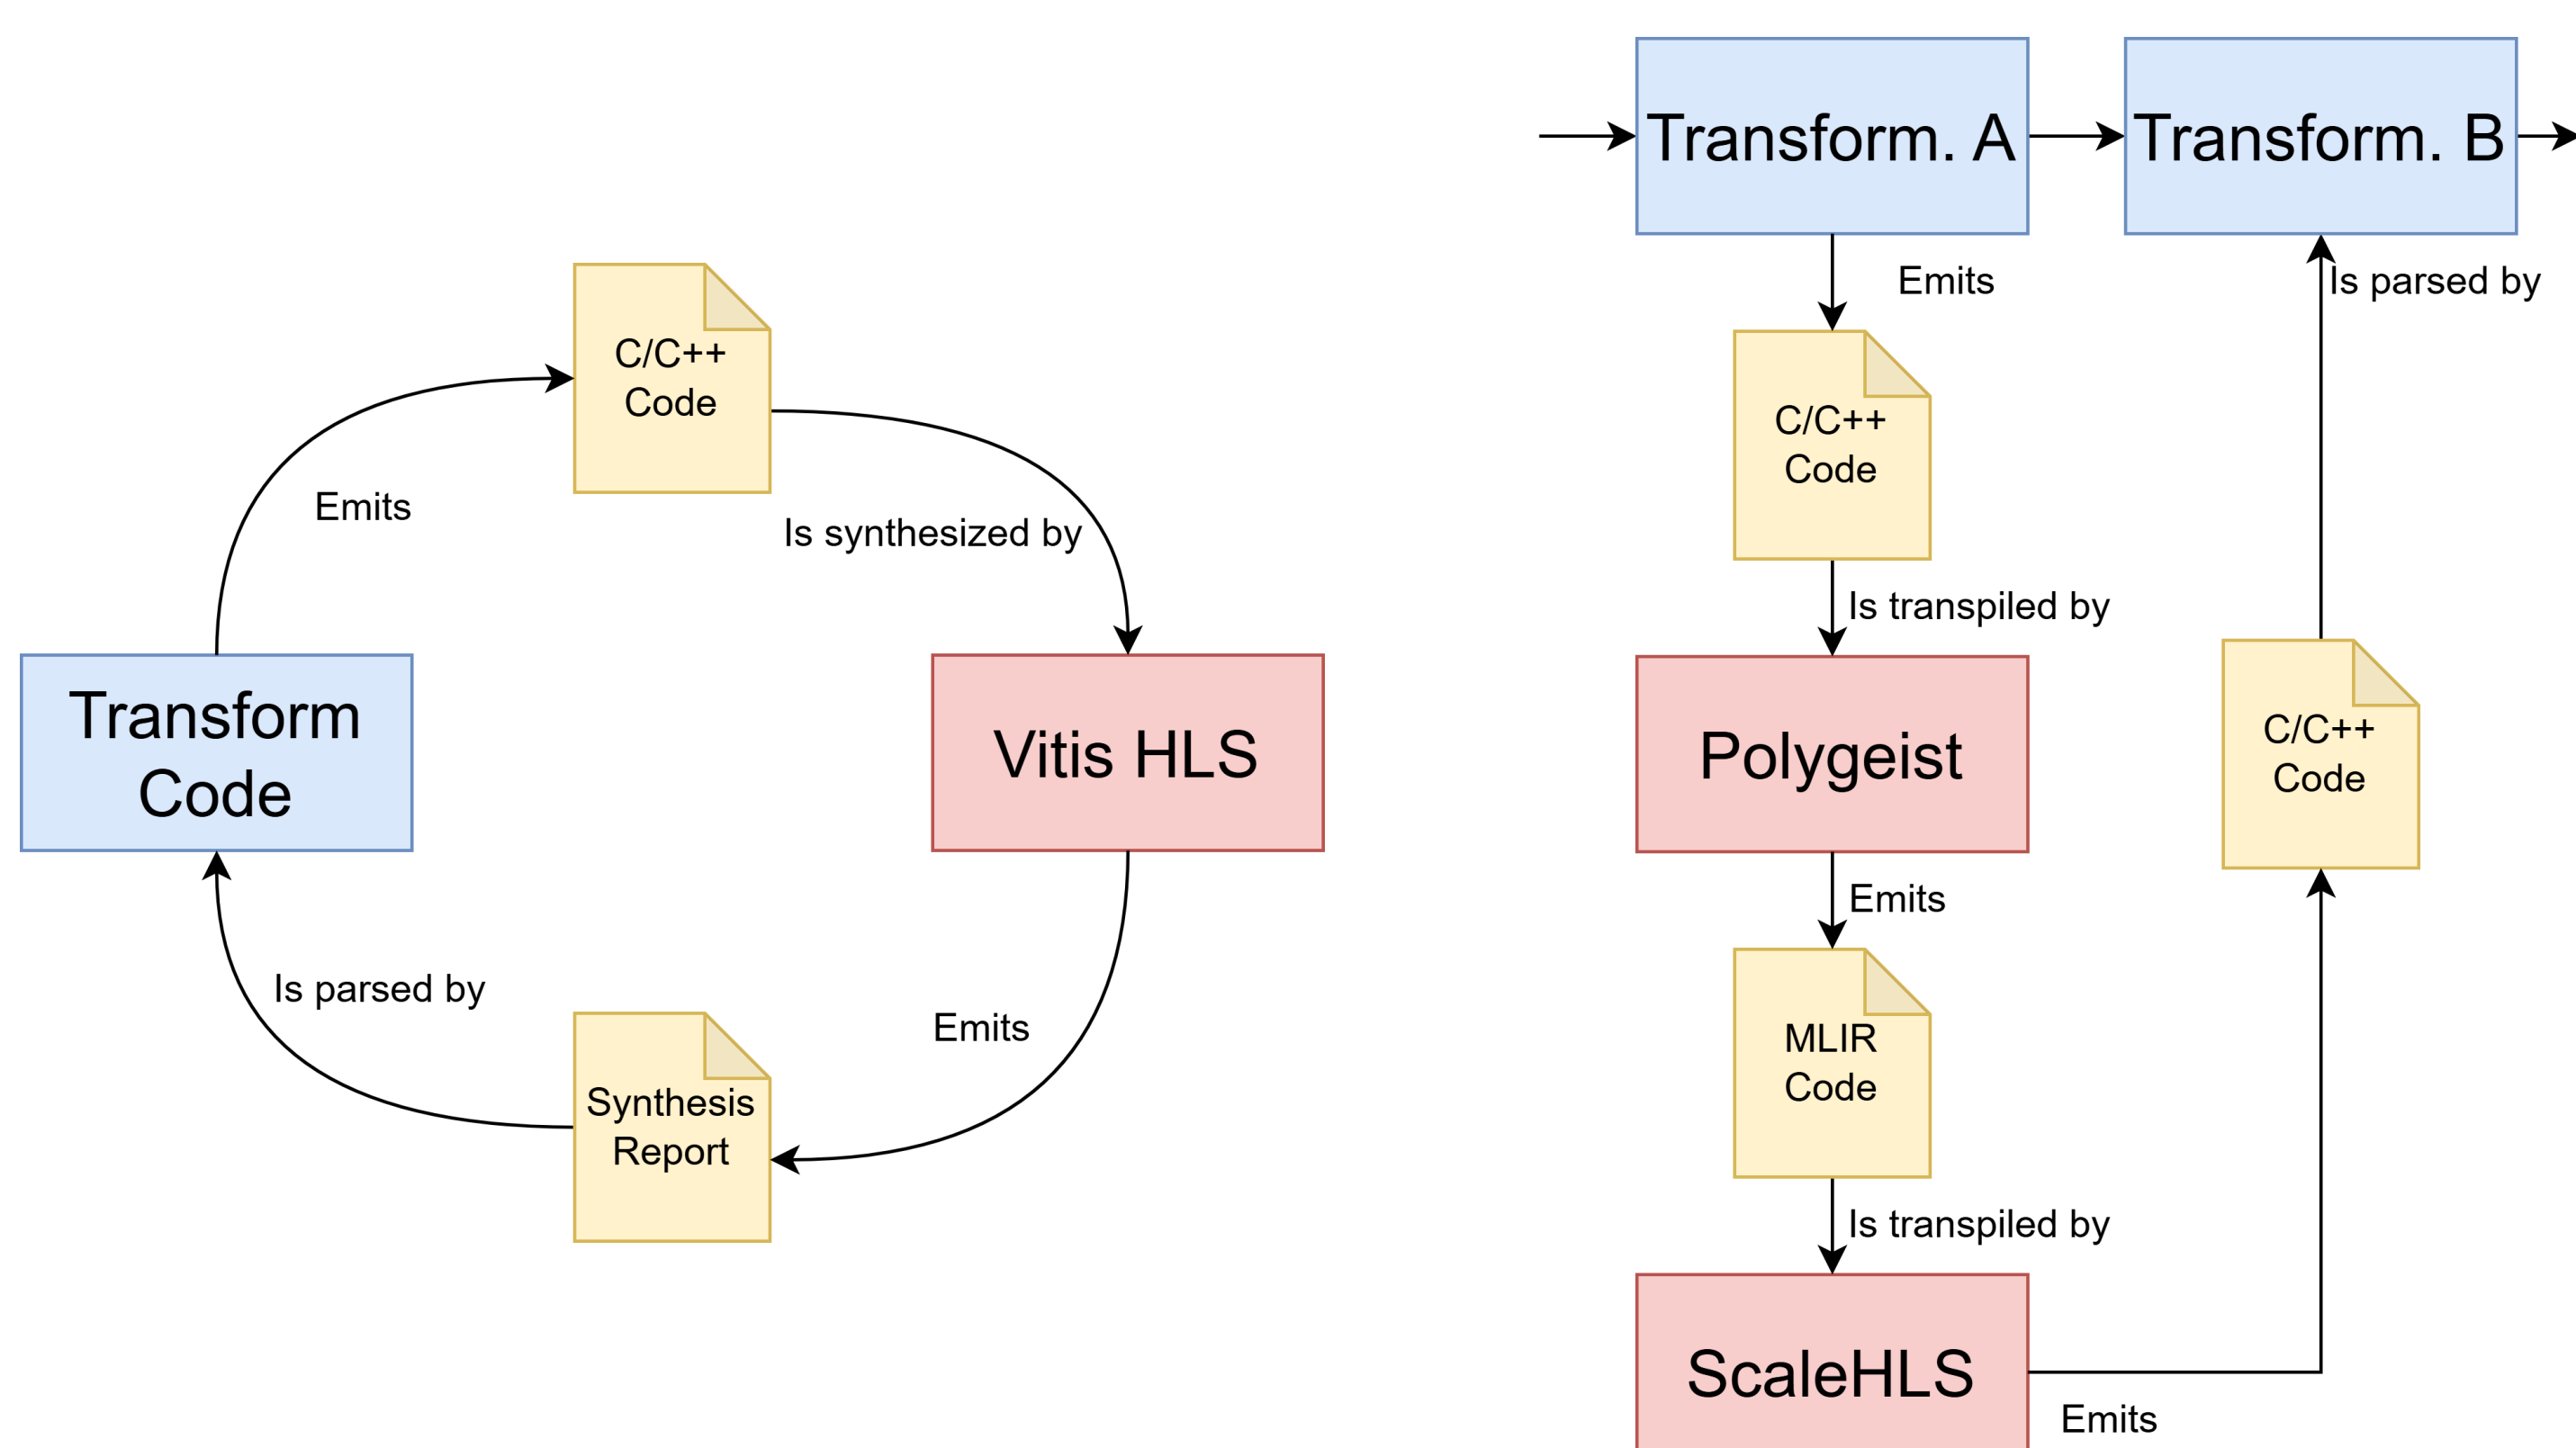 C/C++
Code
Emits
Is synthesized by
Transform
Code
Vitis HLS
Is parsed by
Emits
Synthesis
Report
Transform. A
Transform. B
Emits
Is parsed by
C/C++
Code
Is transpiled by
Polygeist
C/C++
Code
Emits
MLIR
Code
Is transpiled by
ScaleHLS
Emits